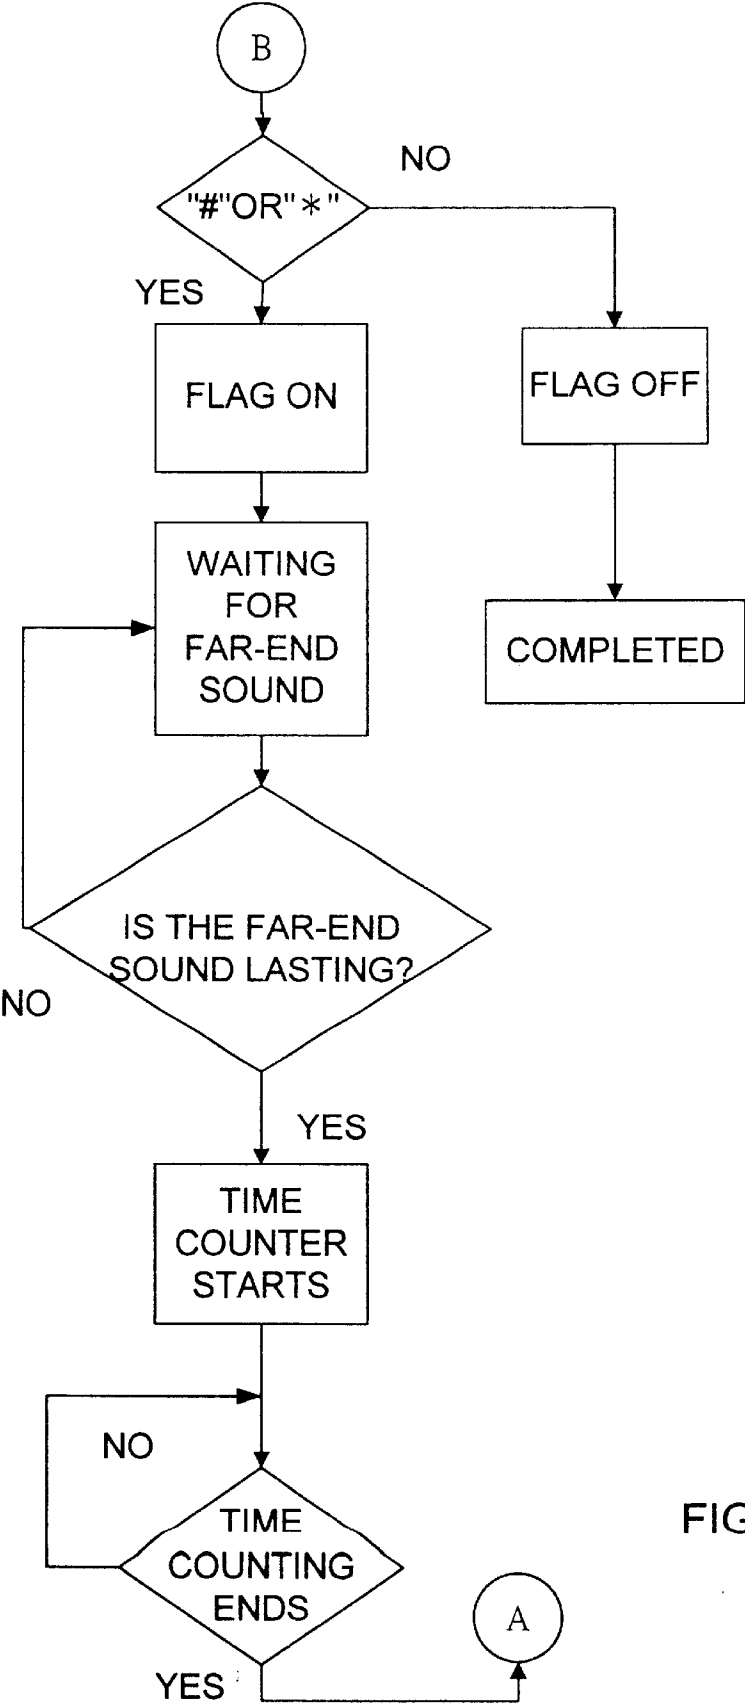 B
NO
"#"OR"*"
YES
FLAG ON
FLAG OFF
WAITING
FOR
FAR-END
SOUND
COMPLETED
IS THE FAR-END
SOUND LASTING?
NO
YES
TIME
COUNTER
STARTS
NO
TIME
COUNTING
ENDS
FIG
A
YES